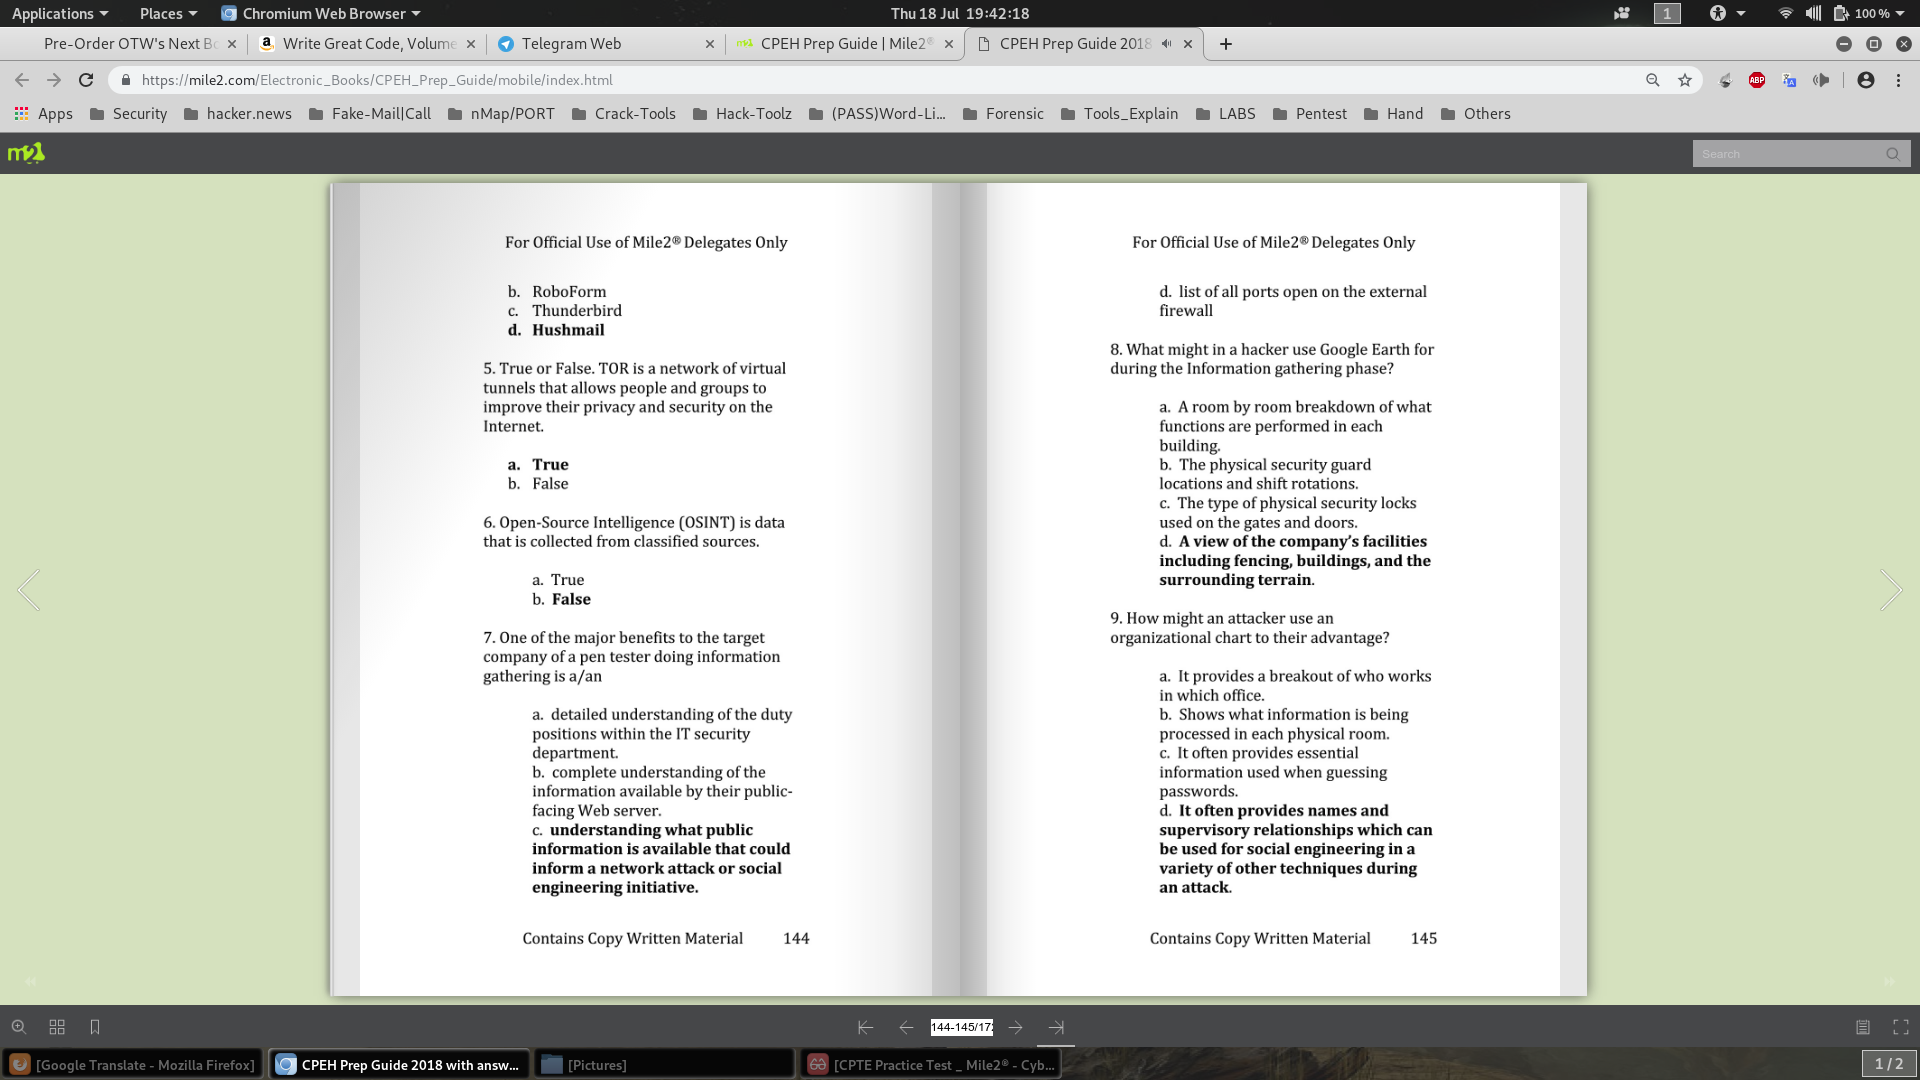 Applications Places Chromium Web Browser Thu 18 Jul 19:42:18 1 100 %
Pre-Order OTW's Next Bo Write Great Code, Volume Telegram Web CPEH Prep Guide | Mile2® CPEH Prep Guide 2018
https://mile2.com/Electronic_Books/CPEH_Prep_Guide/mobile/index.html ABP
Apps Security hacker.news Fake-Mail|Call nMap/PORT Crack-Tools Hack-Toolz (PASS)Word-Li... Forensic Tools_Explain LABS Pentest Hand Others
m2 Search
For Official Use of Mile2® Delegates Only
b. RoboForm
c. Thunderbird
d. Hushmail
5. True or False. TOR is a network of virtual
tunnels that allows people and groups to
improve their privacy and security on the
Internet.
a. True
b. False
6. Open-Source Intelligence (OSINT) is data
that is collected from classified sources.
a. True
b. False
7. One of the major benefits to the target
company of a pen tester doing information
gathering is a/an
a. detailed understanding of the duty
positions within the IT security
department.
b. complete understanding of the
information available by their public-
facing Web server.
c. understanding what public
information is available that could
inform a network attack or social
engineering initiative.
Contains Copy Written Material 144
For Official Use of Mile2® Delegates Only
d. list of all ports open on the external
firewall
8. What might in a hacker use Google Earth for
during the Information gathering phase?
a. A room by room breakdown of what
functions are performed in each
building.
b. The physical security guard
locations and shift rotations.
c. The type of physical security locks
used on the gates and doors.
d. A view of the company's facilities
including fencing, buildings, and the
surrounding terrain.
9. How might an attacker use an
organizational chart to their advantage?
a. It provides a breakout of who works
in which office.
b. Shows what information is being
processed in each physical room.
c. It often provides essential
information used when guessing
passwords.
d. It often provides names and
supervisory relationships which can
be used for social engineering in a
variety of other techniques during
an attack.
Contains Copy Written Material 145
144-145/17
[Google Translate - Mozilla Firefox] CPEH Prep Guide 2018 with answ... [Pictures] [CPTE Practice Test _ Mile2® - Cyb... 1 / 2